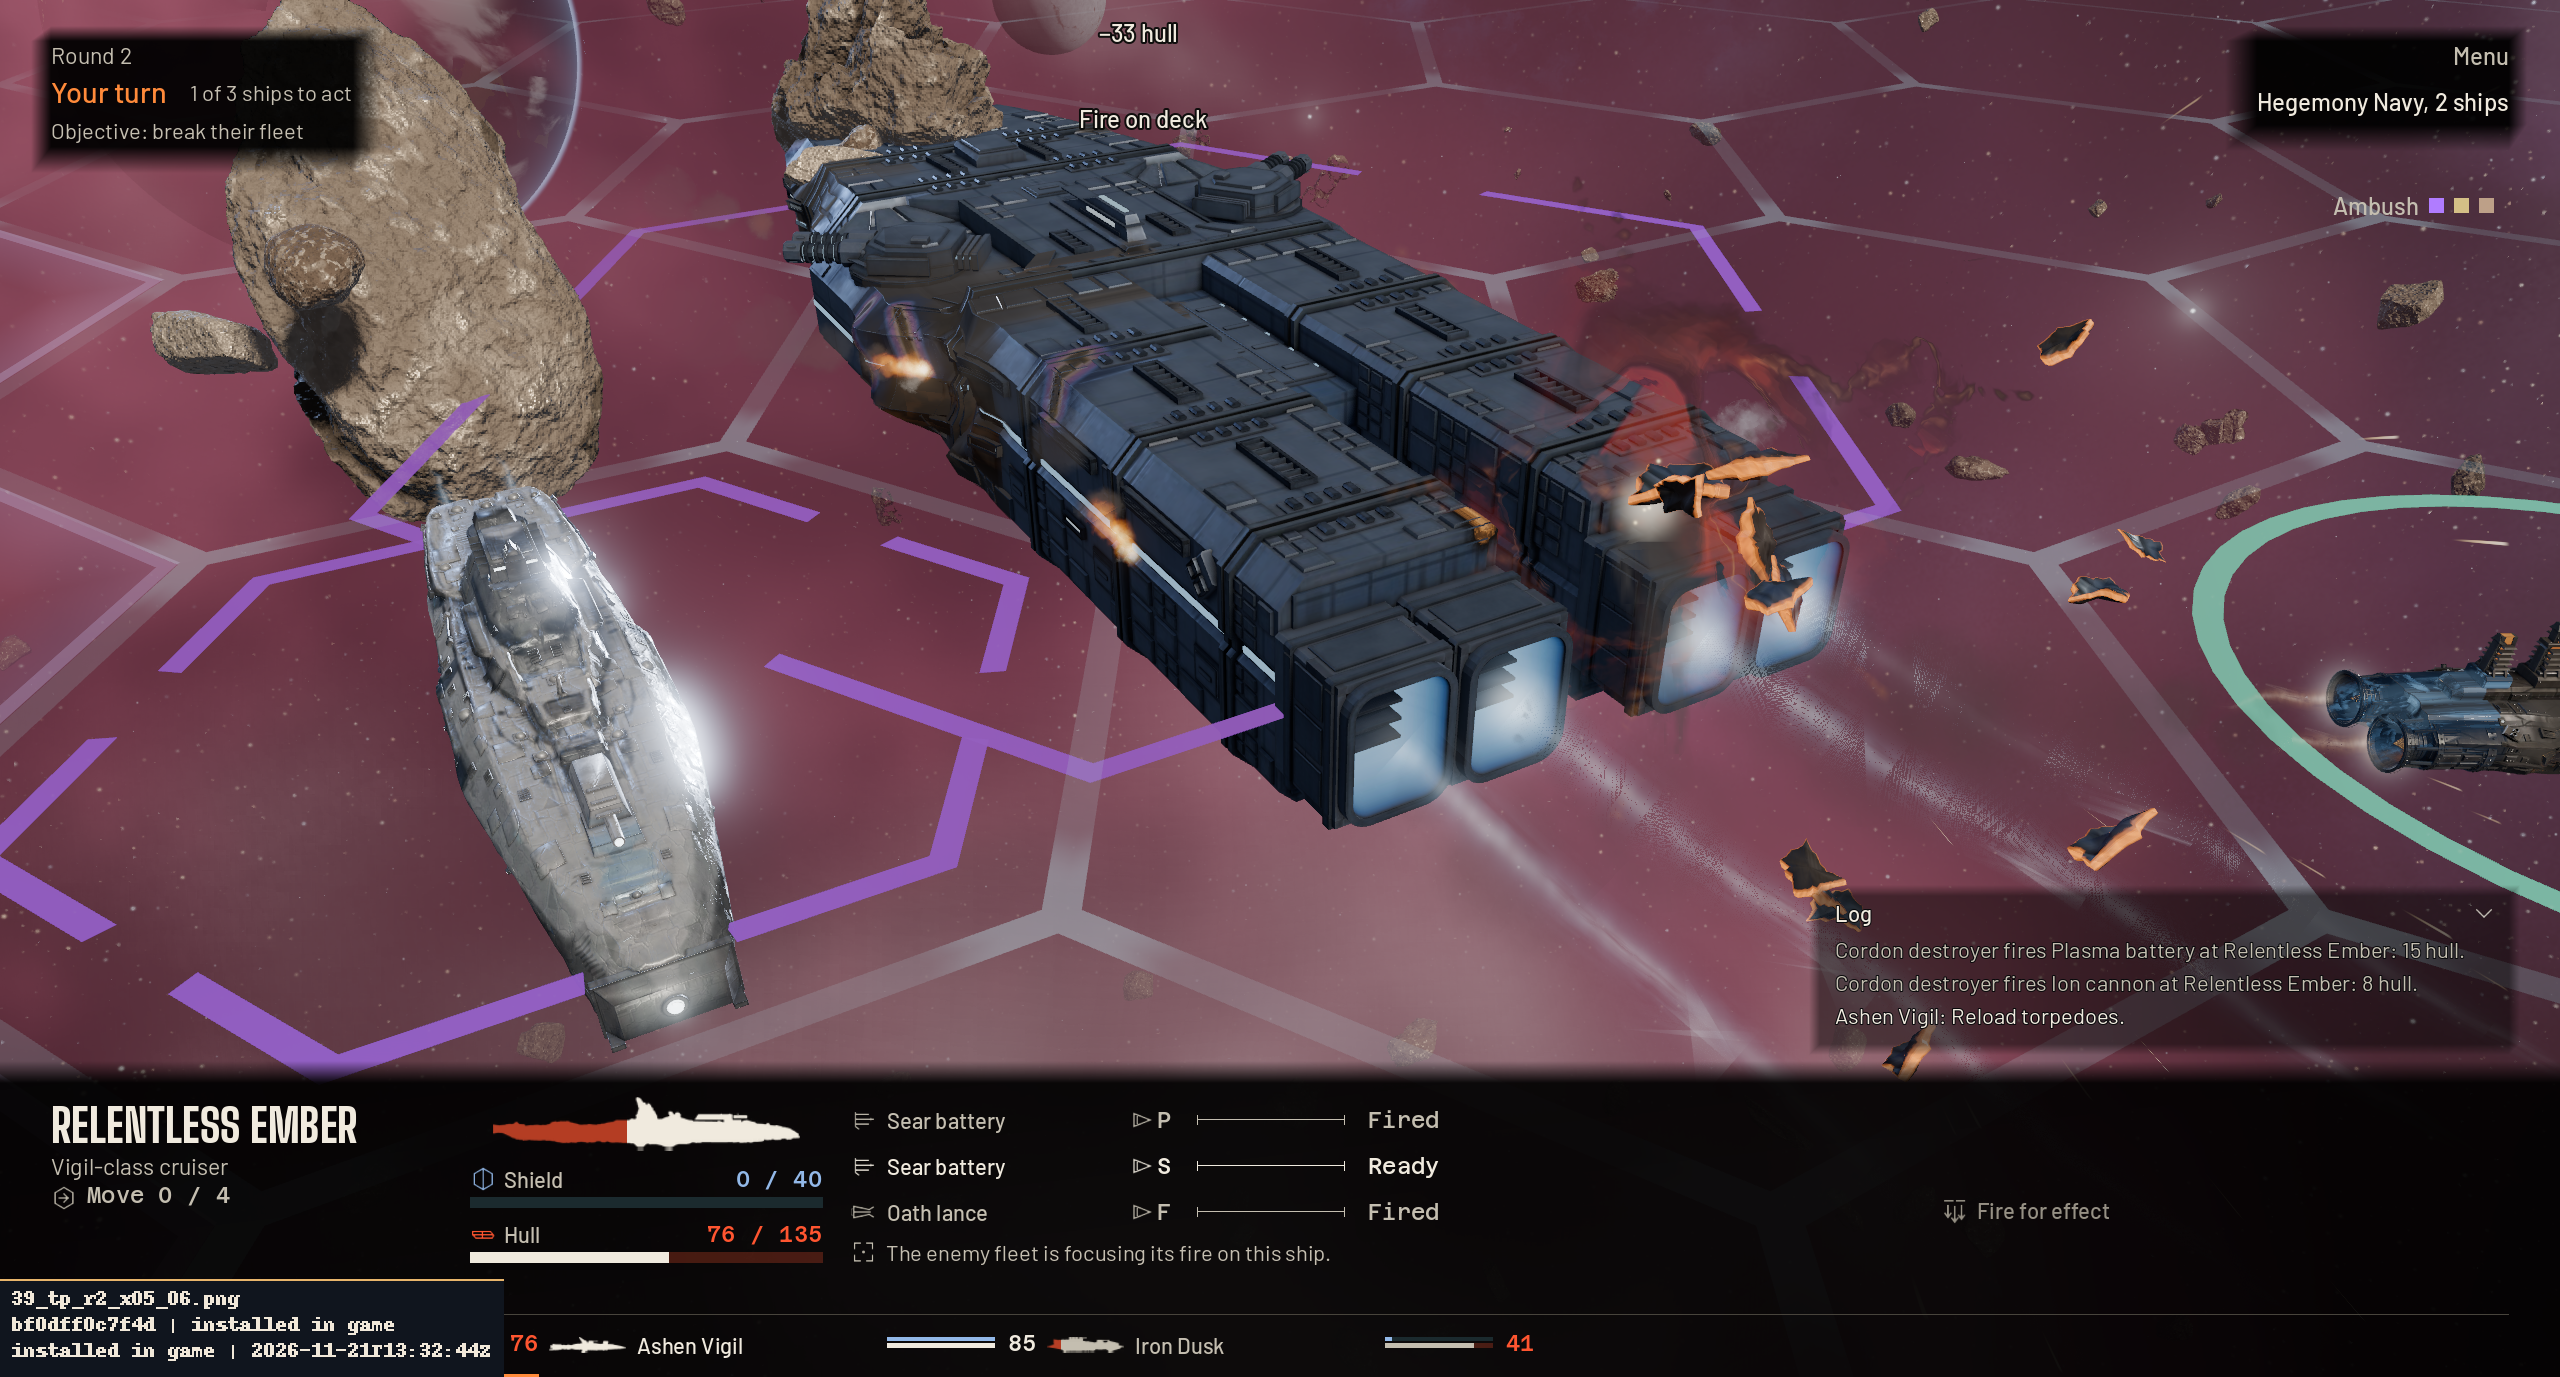 Round 2
Your turn 1 of 3 ships to act
Objective: break their fleet
−33 hull
Fire on deck
Menu
Hegemony Navy, 2 ships
Ambush
Log
Cordon destroyer fires Plasma battery at Relentless Ember: 15 hull.
Cordon destroyer fires Ion cannon at Relentless Ember: 8 hull.
Ashen Vigil: Reload torpedoes.
RELENTLESS EMBER
Vigil-class cruiser
Move 0 / 4
Shield 0 / 40
Hull 76 / 135
Sear battery P Fired
Sear battery S Ready
Oath lance F Fired
The enemy fleet is focusing its fire on this ship.
Fire for effect
39_tp_r2_x05_06.png
bf0dff0c7f4d | installed in game
installed in game | 2026-11-21r13:32:44z
76 Ashen Vigil 85 Iron Dusk 41